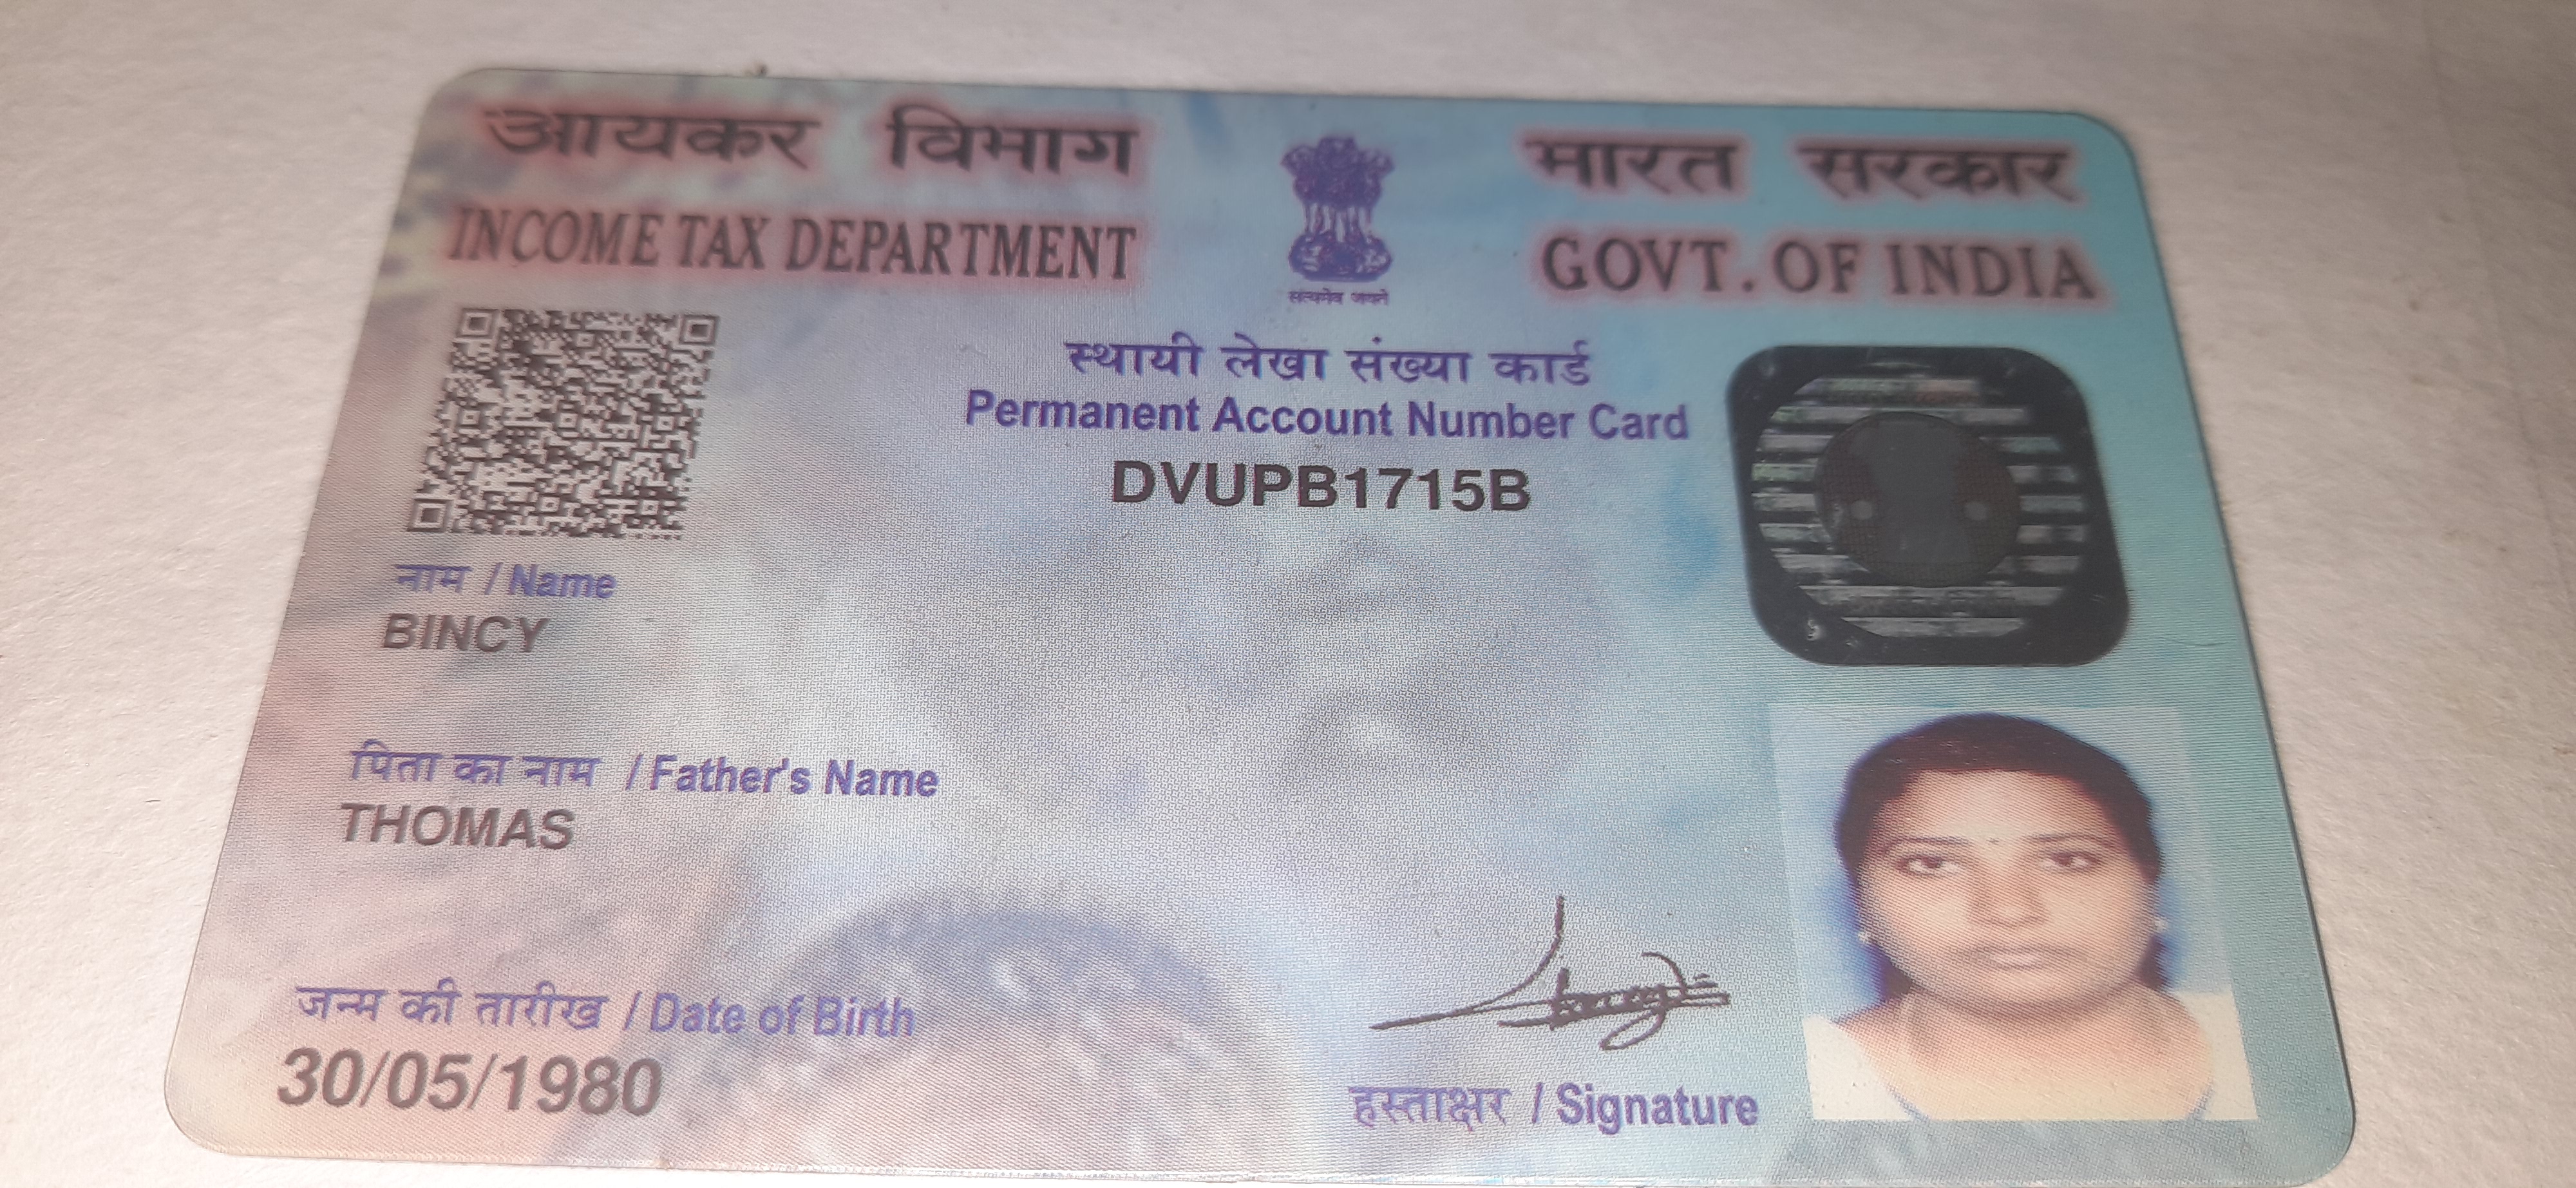 आयकर विभाग
INCOME TAX DEPARTMENT
सत्यमेव जयते
भारत सरकार
GOVT. OF INDIA
स्थायी लेखा संख्या कार्ड
Permanent Account Number Card
DVUPB1715B
नाम / Name
BINCY
पिता का नाम / Father's Name
THOMAS
जन्म की तारीख / Date of Birth
30/05/1980
हस्ताक्षर / Signature